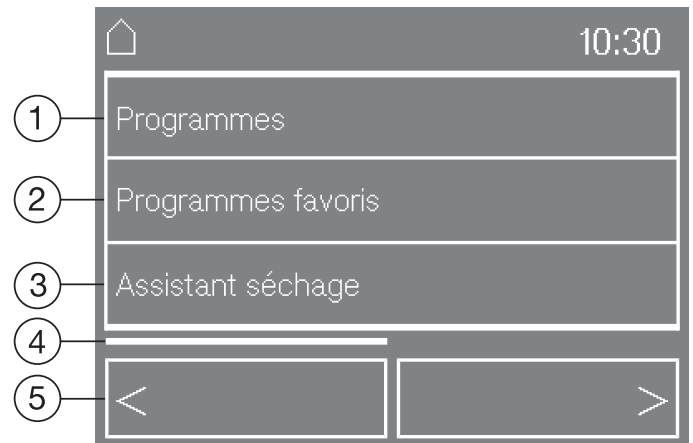 10:30
1 Programmes
2 Programmes favoris
3 Assistant séchage
4
5 < >